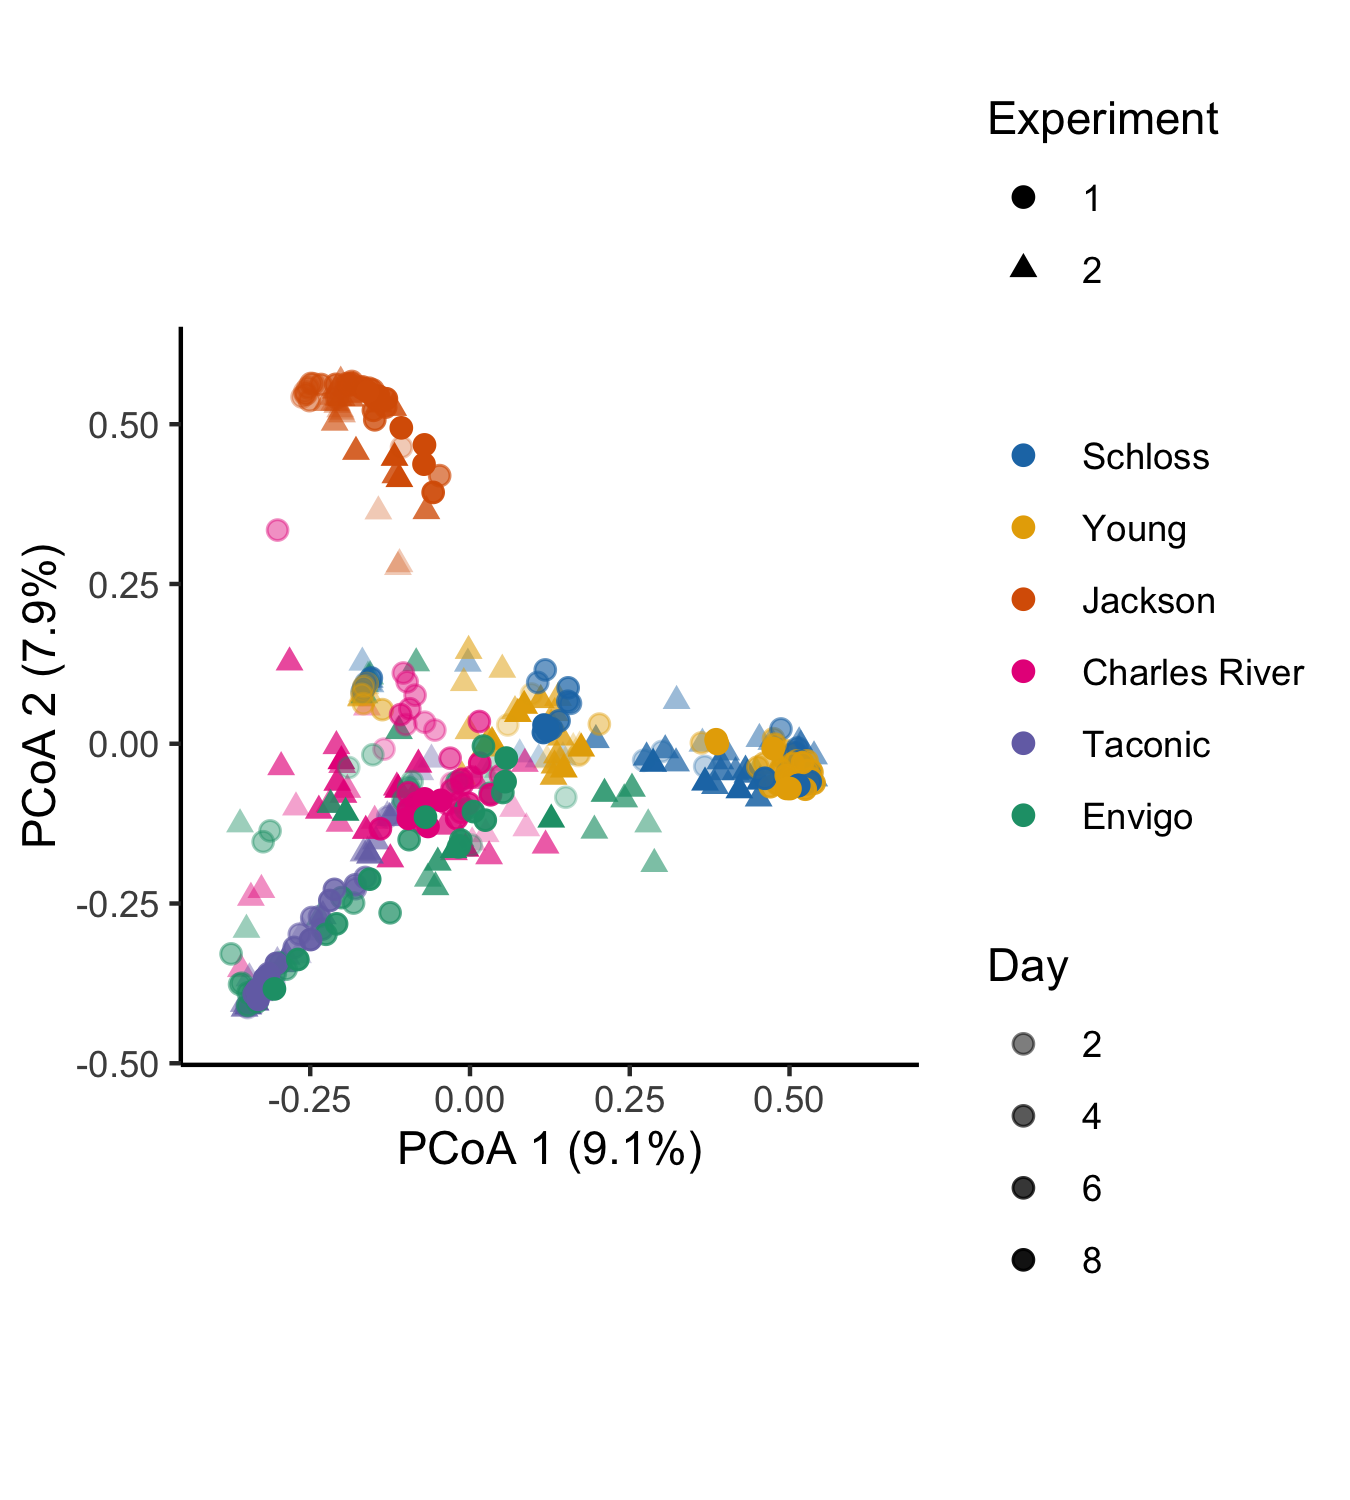 Experiment
1
2
Schloss
Young
Jackson
Charles River
Taconic
Envigo
Day
2
4
6
8
PCoA 2 (7.9%)
0.50
0.25
0.00
-0.25
-0.50
-0.25 0.00 0.25 0.50
PCoA 1 (9.1%)